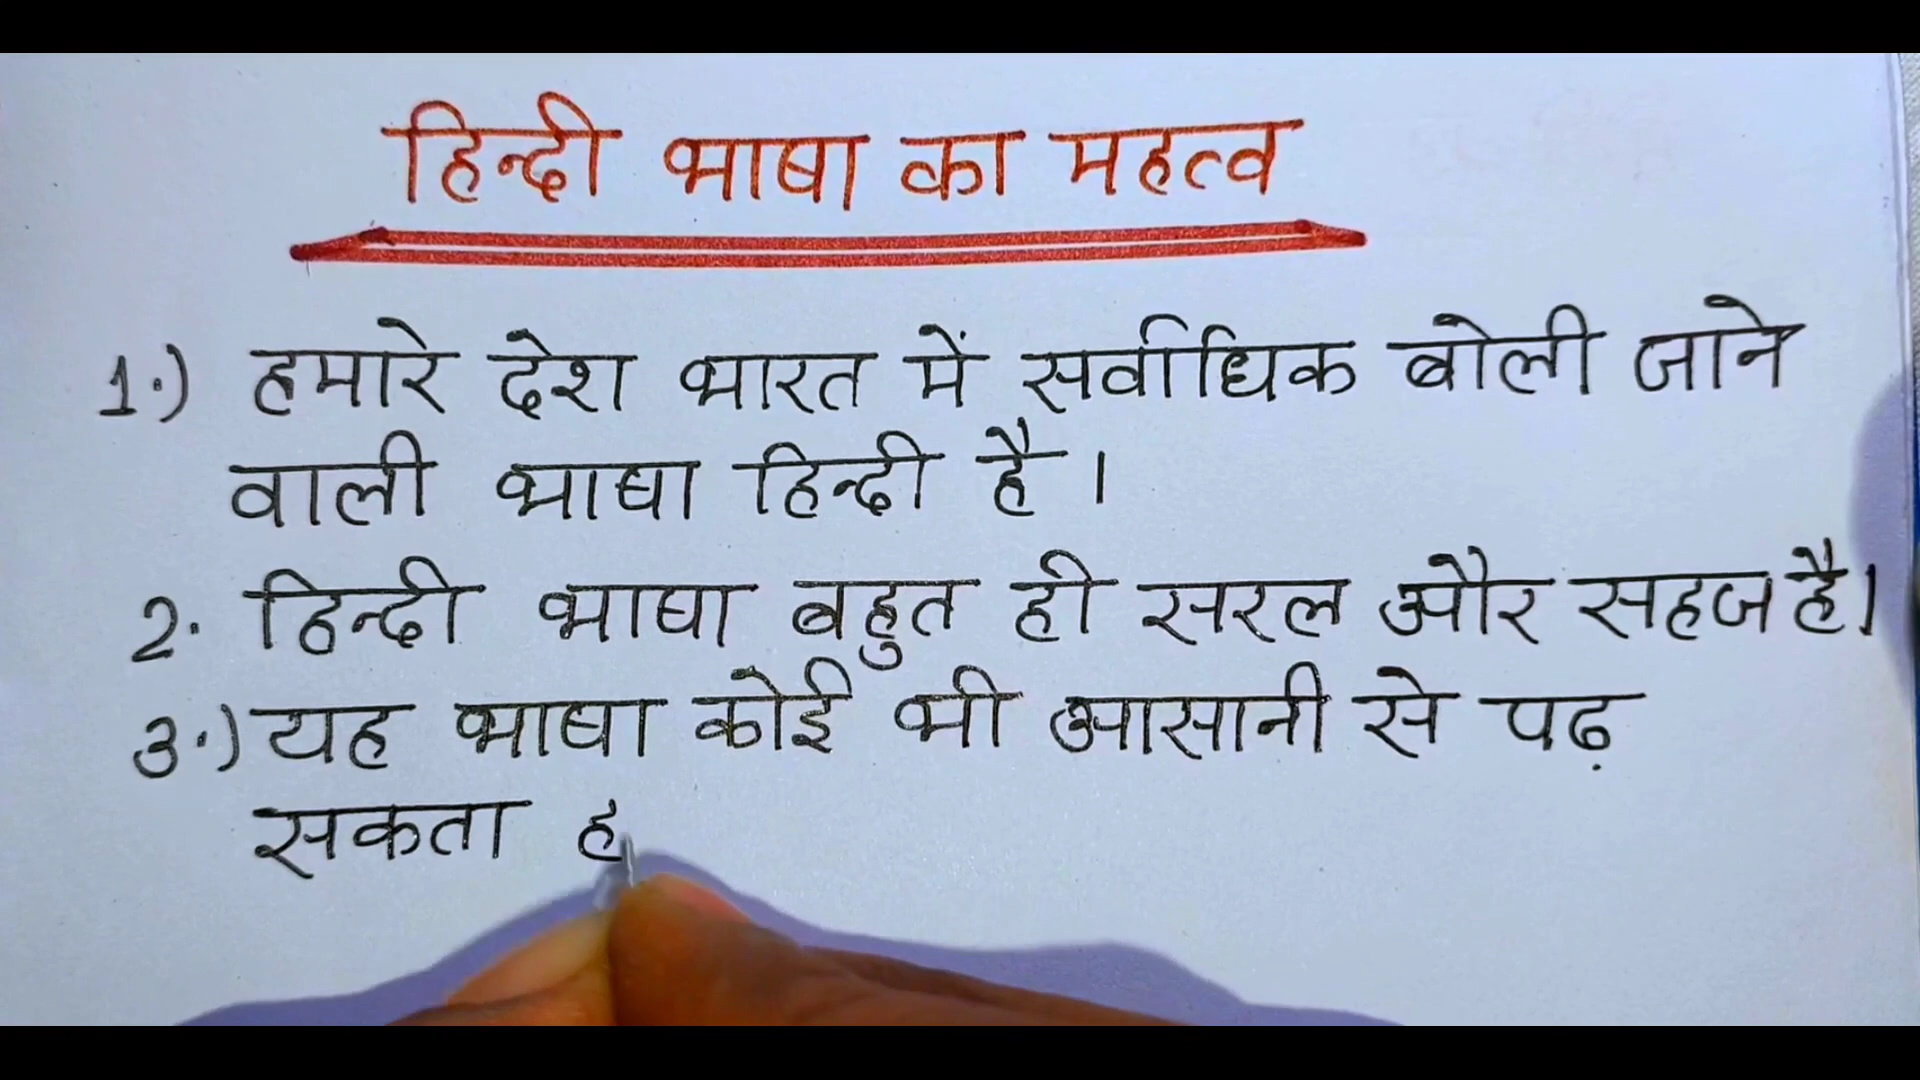 हिन्दी भाषा का महत्व
1.) हमारे देश भारत में सर्वाधिक बोली जाने
वाली भाषा हिन्दी है ।
2. हिन्दी भाषा बहुत ही सरल और सहज है।
3.) यह भाषा कोई भी आसानी से पढ़
सकता ह